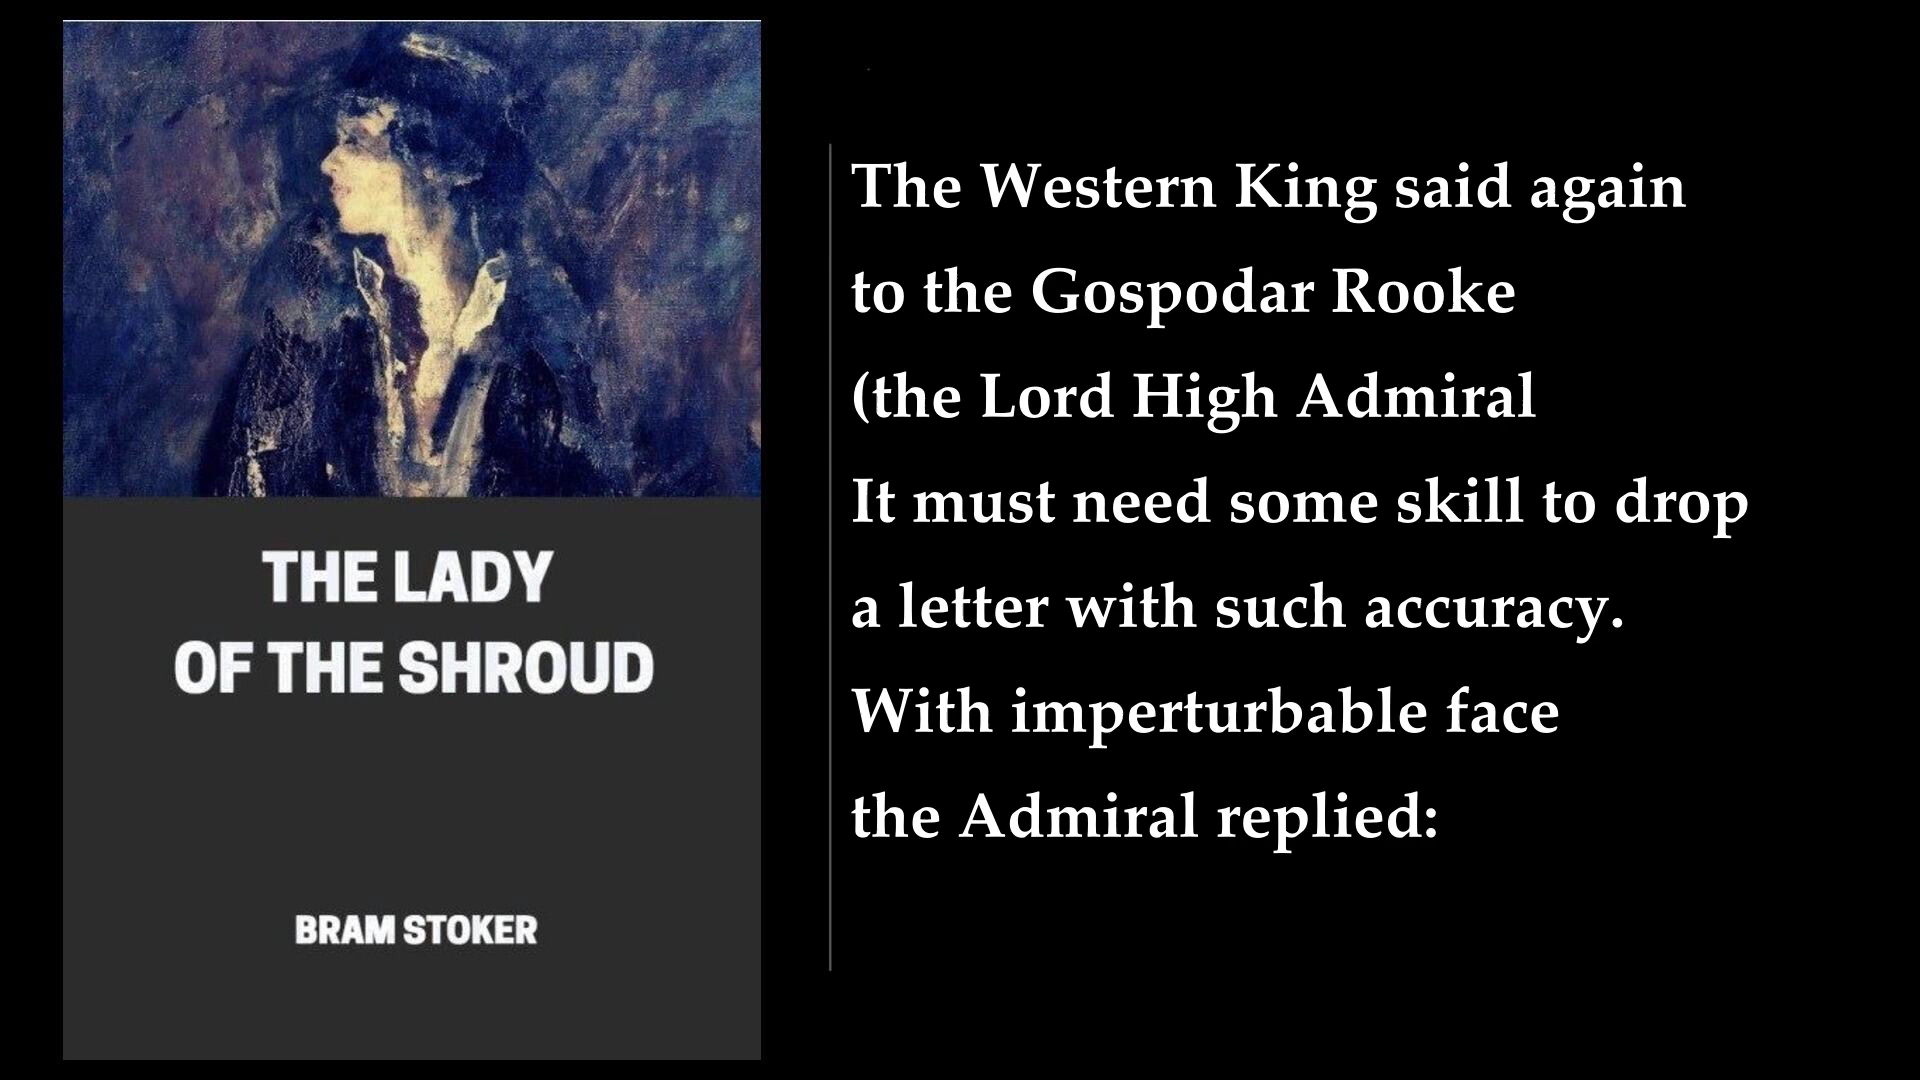 THE LADY
OF THE SHROUD
BRAM STOKER
The Western King said again
to the Gospodar Rooke
(the Lord High Admiral
It must need some skill to drop
a letter with such accuracy.
With imperturbable face
the Admiral replied: